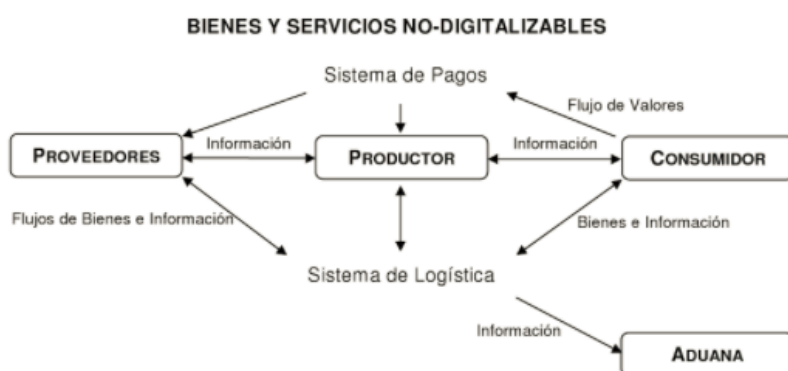 BIENES Y SERVICIOS NO-DIGITALIZABLES
Sistema de Pagos
Flujo de Valores
Información
Información
PROVEEDORES
PRODUCTOR
CONSUMIDOR
Flujos de Bienes e Información
Bienes e Información
Sistema de Logística
Información
ADUANA